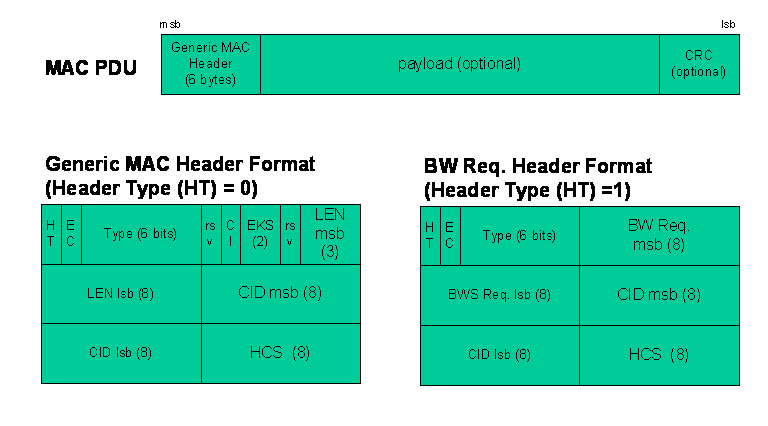 msb
lsb
MAC PDU
Generic MAC
Header
(6 bytes)
payload (optional)
CRC
(optional)
Generic MAC Header Format
(Header Type (HT) = 0)
H
T
E
C
Type (6 bits)
rs
v
C
I
EKS
(2)
rs
v
LEN
msb
(3)
LEN lsb (8)
CID msb (8)
CID lsb (8)
HCS (8)
BW Req. Header Format
(Header Type (HT) =1)
H
T
E
C
Type (6 bits)
BW Req.
msb (8)
BWS Req. lsb (8)
CID msb (8)
CID lsb (8)
HCS (8)